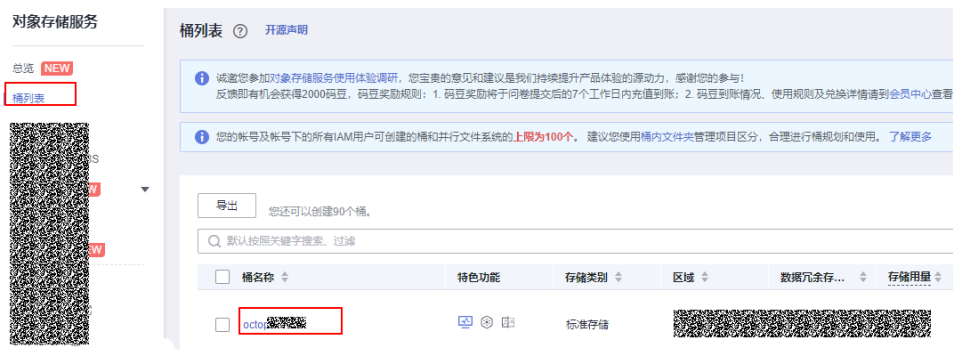 对象存储服务
总览 NEW
桶列表
桶列表 开源声明
诚邀您参加对象存储服务使用体验调研，您宝贵的意见和建议是我们持续提升产品体验的源动力，感谢您的参与！
反馈即有机会获得2000码豆，码豆奖励规则：1. 码豆奖励将于问卷提交后的7个工作日内充值到账；2. 码豆到账情况、使用规则及兑换详情请到会员中心查看
您的帐号及帐号下的所有IAM用户可创建的桶和并行文件系统的上限为100个。 建议您使用桶内文件夹管理项目区分，合理进行桶规划和使用。 了解更多
导出 您还可以创建90个桶。
默认按照关键字搜索、过滤
桶名称 特色功能 存储类别 区域 数据冗余存... 存储用量
octop 标准存储